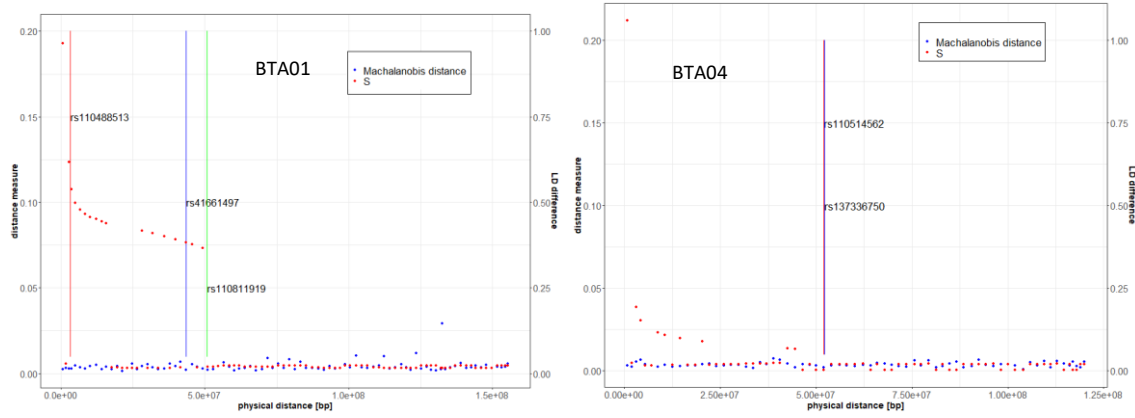 BTA01
Machalanobis distance
S
rs110488513
rs41661497
rs110811919
distance measure
0.20
0.15
0.10
0.05
0.00
LD difference
1.00
0.75
0.50
0.25
0.00
0.0e+00
5.0e+07
1.0e+08
1.5e+08
physical distance [bp]
BTA04
Machalanobis distance
S
rs110514562
rs137336750
distance measure
0.20
0.15
0.10
0.05
0.00
LD difference
1.00
0.75
0.50
0.25
0.00
0.00e+00
2.50e+07
5.00e+07
7.50e+07
1.00e+08
1.25e+08
physical distance [bp]